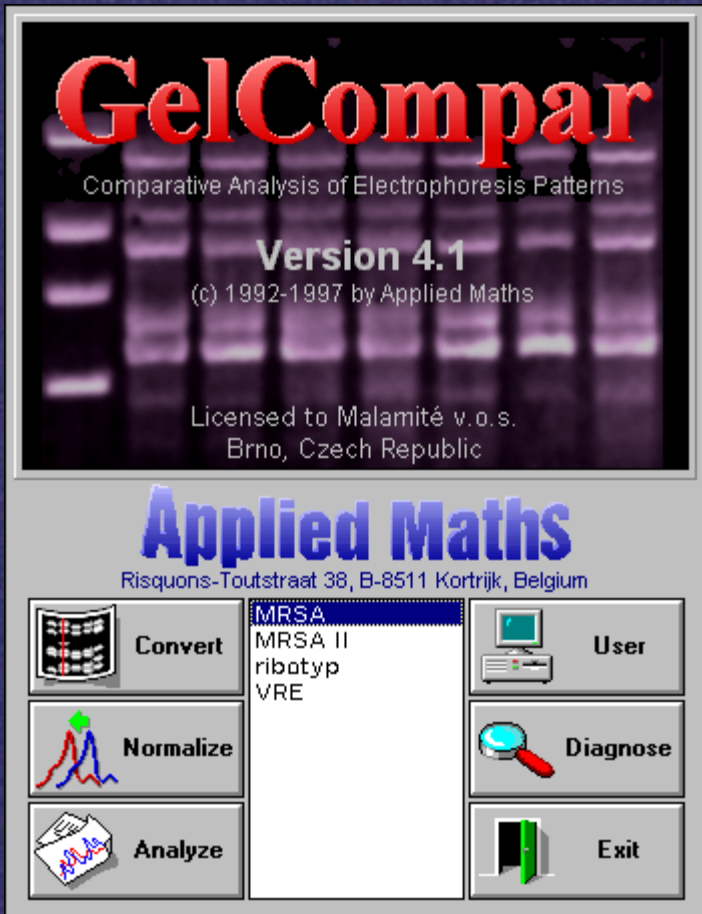 GelCompar
Comparative Analysis of Electrophoresis Patterns
Version 4.1
(c) 1992-1997 by Applied Maths
Licensed to Malamité v.o.s.
Brno, Czech Republic
Applied Maths
Risquons-Toutstraat 38, B-8511 Kortrijk, Belgium
Convert
Normalize
Analyze
MRSA
MRSA II
ribotyp
VRE
User
Diagnose
Exit